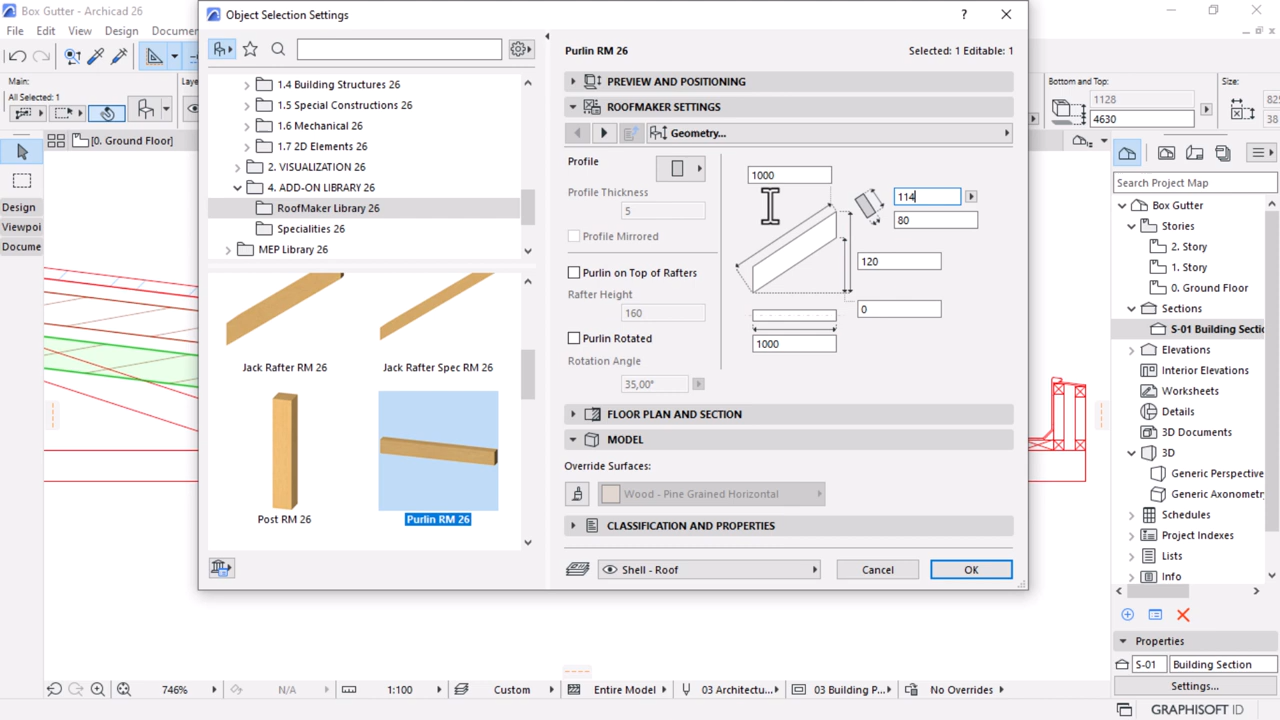 Box Gutter - Archicad 26
File Edit View Design Documen
Main:
All Selected: 1
Laye
[0. Ground Floor]
Design
Viewpoi
Docume
Object Selection Settings
?
1.4 Building Structures 26
1.5 Special Constructions 26
1.6 Mechanical 26
1.7 2D Elements 26
2. VISUALIZATION 26
4. ADD-ON LIBRARY 26
RoofMaker Library 26
Specialities 26
MEP Library 26
Jack Rafter RM 26
Jack Rafter Spec RM 26
Post RM 26
Purlin RM 26
Purlin RM 26
Selected: 1 Editable: 1
PREVIEW AND POSITIONING
ROOFMAKER SETTINGS
Geometry...
Profile
Profile Thickness
5
Profile Mirrored
Purlin on Top of Rafters
Rafter Height
160
Purlin Rotated
Rotation Angle
35,00°
1000
114
80
120
0
1000
FLOOR PLAN AND SECTION
MODEL
Override Surfaces:
Wood - Pine Grained Horizontal
CLASSIFICATION AND PROPERTIES
Shell - Roof
Cancel
OK
Bottom and Top:
1128
4630
Size:
825
38
Search Project Map
Box Gutter
Stories
2. Story
1. Story
0. Ground Floor
Sections
S-01 Building Sectio
Elevations
Interior Elevations
Worksheets
Details
3D Documents
3D
Generic Perspective
Generic Axonometr
Schedules
Project Indexes
Lists
Info
Properties
S-01
Building Section
Settings...
746%
N/A
1:100
Custom
Entire Model
03 Architectu...
03 Building P...
No Overrides
GRAPHISOFT ID